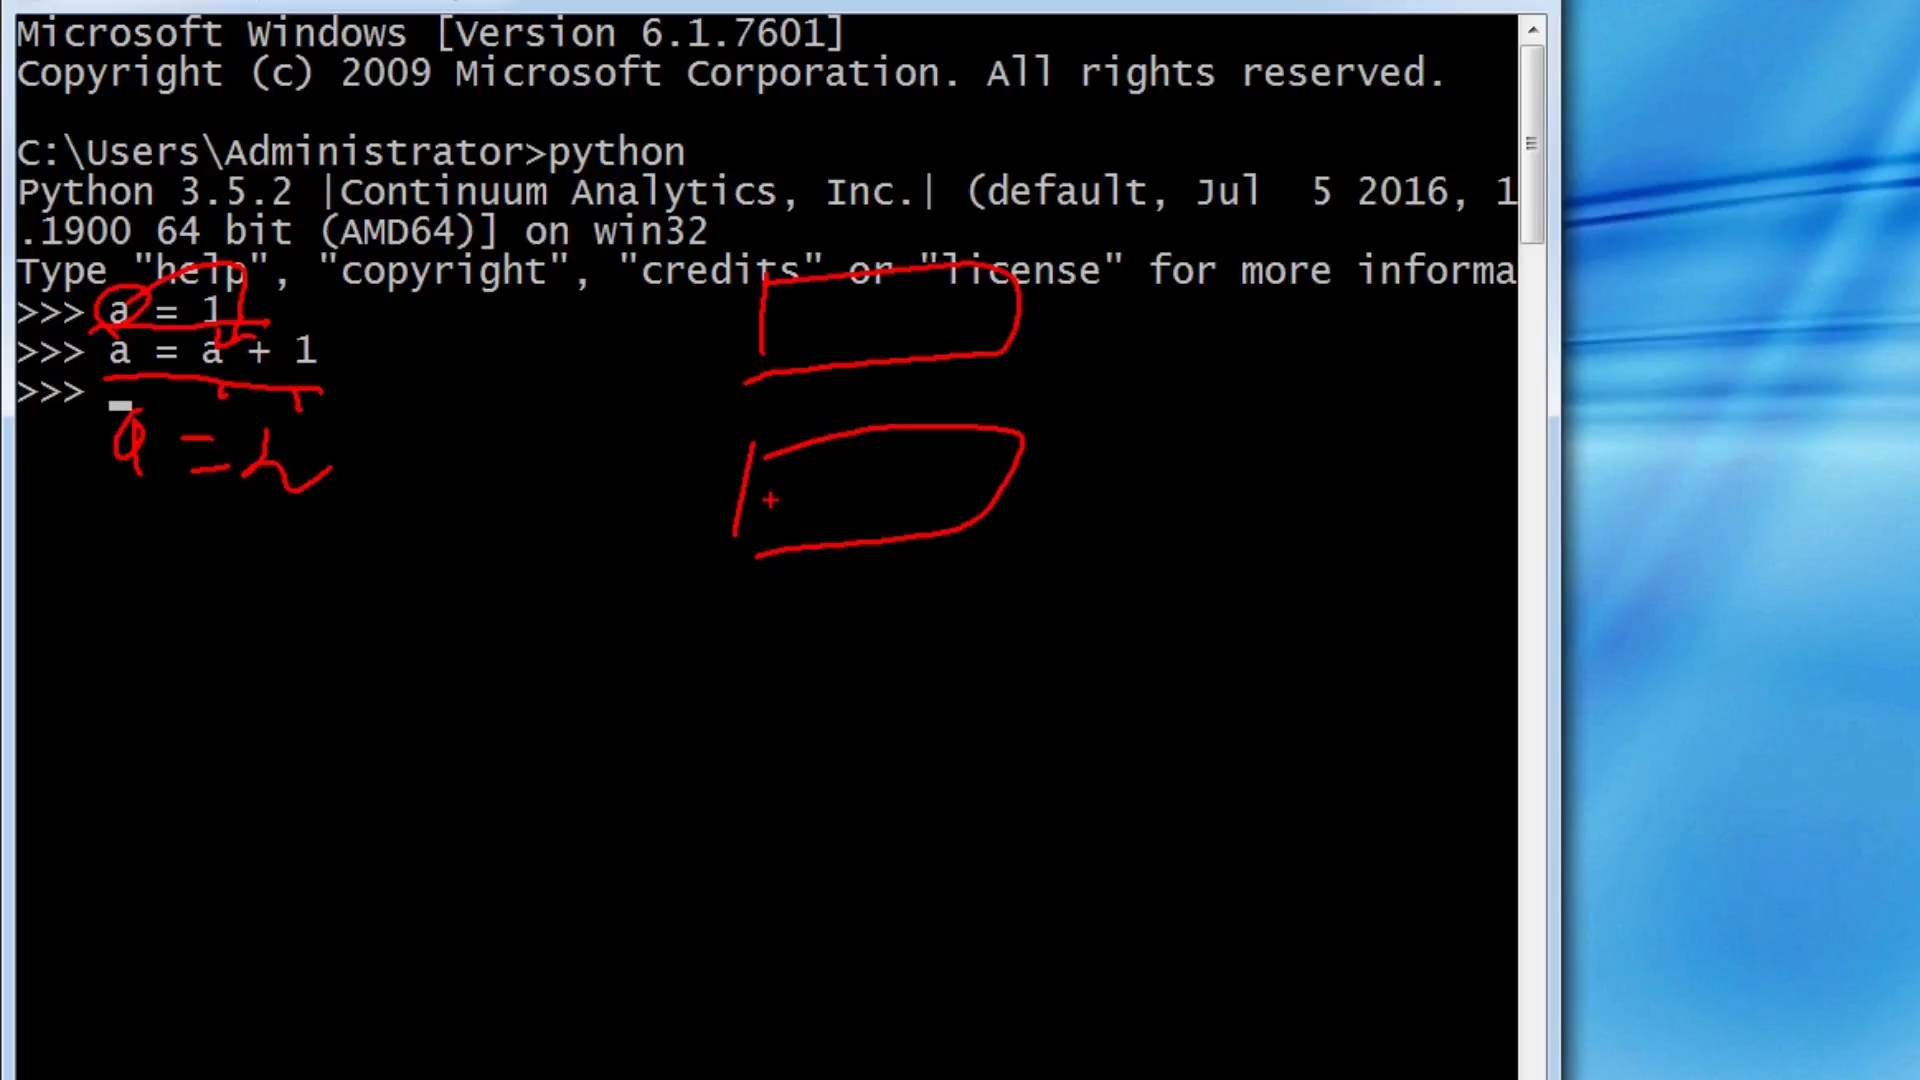 Microsoft Windows [Version 6.1.7601]
Copyright (c) 2009 Microsoft Corporation. All rights reserved.
C:\Users\Administrator>python
Python 3.5.2 |Continuum Analytics, Inc.| (default, Jul  5 2016, 1
.1900 64 bit (AMD64)] on win32
Type "help", "copyright", "credits" or "license" for more informa
>>> a = 1
>>> a = a + 1
>>>
a = 2